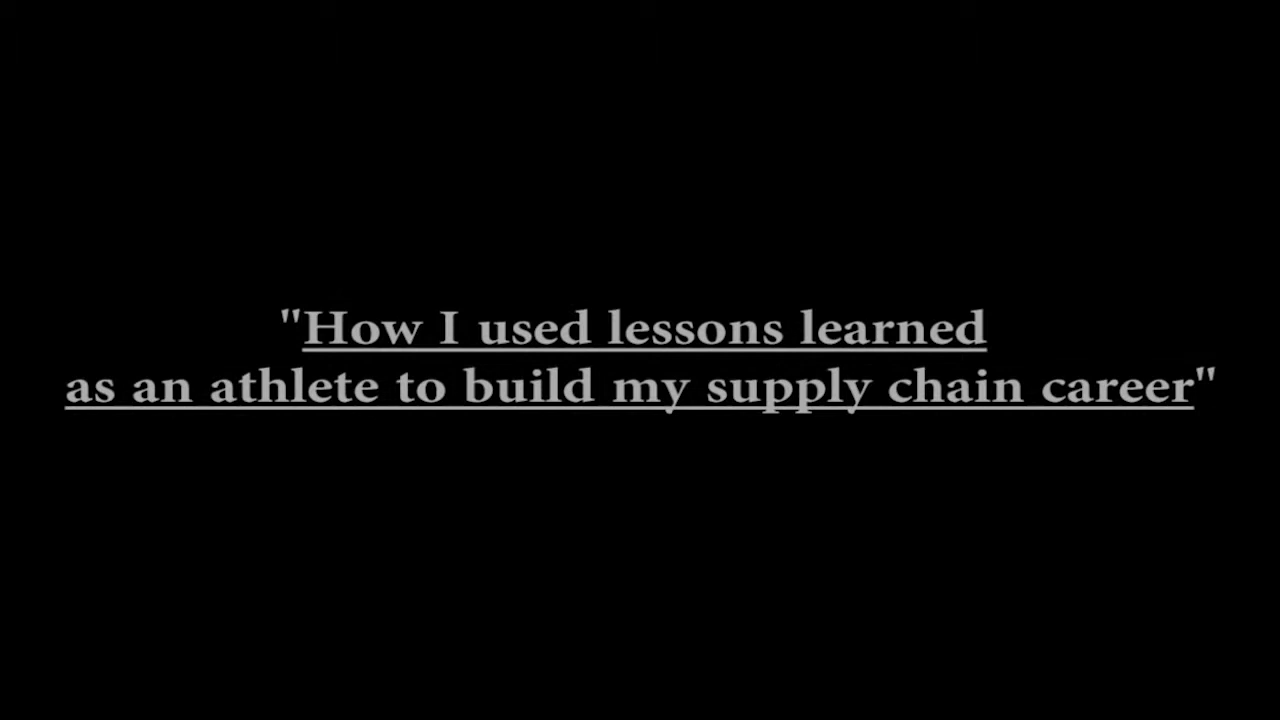 "How I used lessons learned
as an athlete to build my supply chain career"